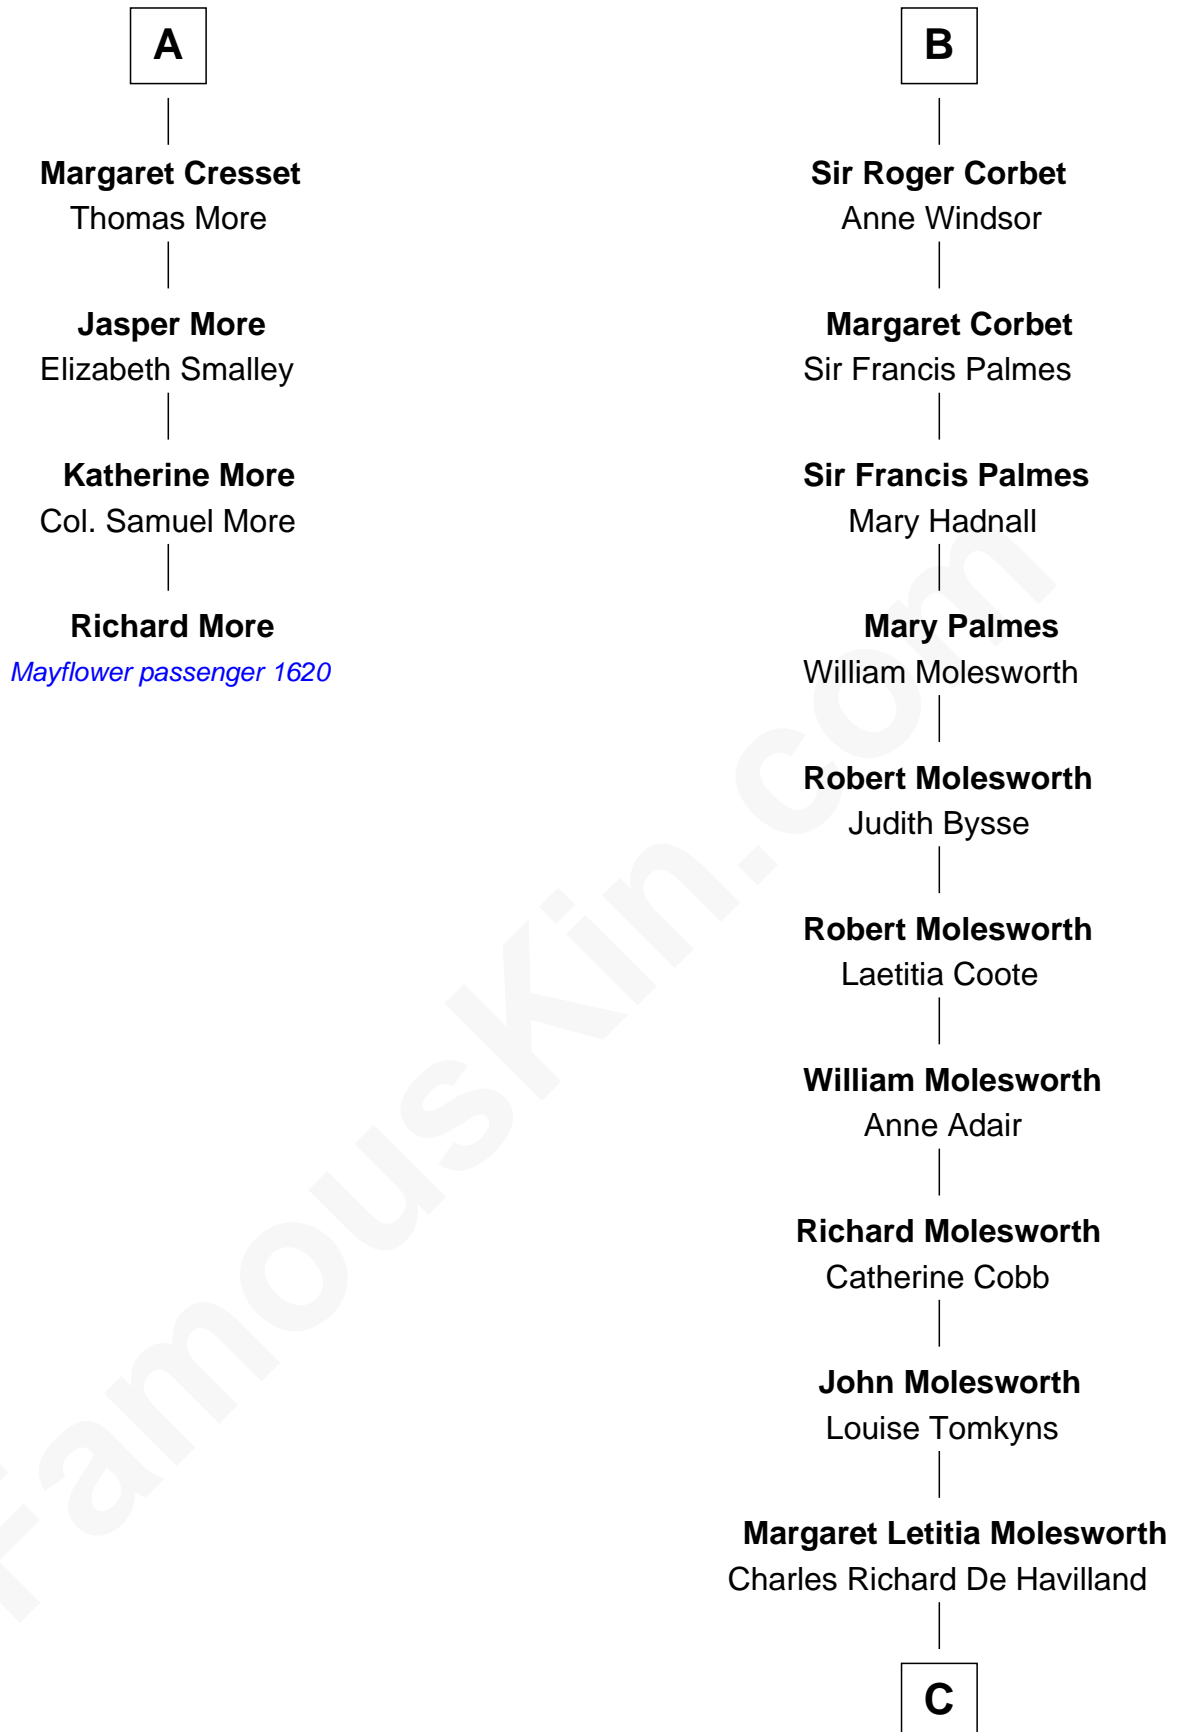 A
Margaret Cresset
Thomas More
Jasper More
Elizabeth Smalley
Katherine More
Col. Samuel More
Richard More
Mayflower passenger 1620
B
Sir Roger Corbet
Anne Windsor
Margaret Corbet
Sir Francis Palmes
Sir Francis Palmes
Mary Hadnall
Mary Palmes
William Molesworth
Robert Molesworth
Judith Bysse
Robert Molesworth
Laetitia Coote
William Molesworth
Anne Adair
Richard Molesworth
Catherine Cobb
John Molesworth
Louise Tomkyns
Margaret Letitia Molesworth
Charles Richard De Havilland
C
FamousKin.com